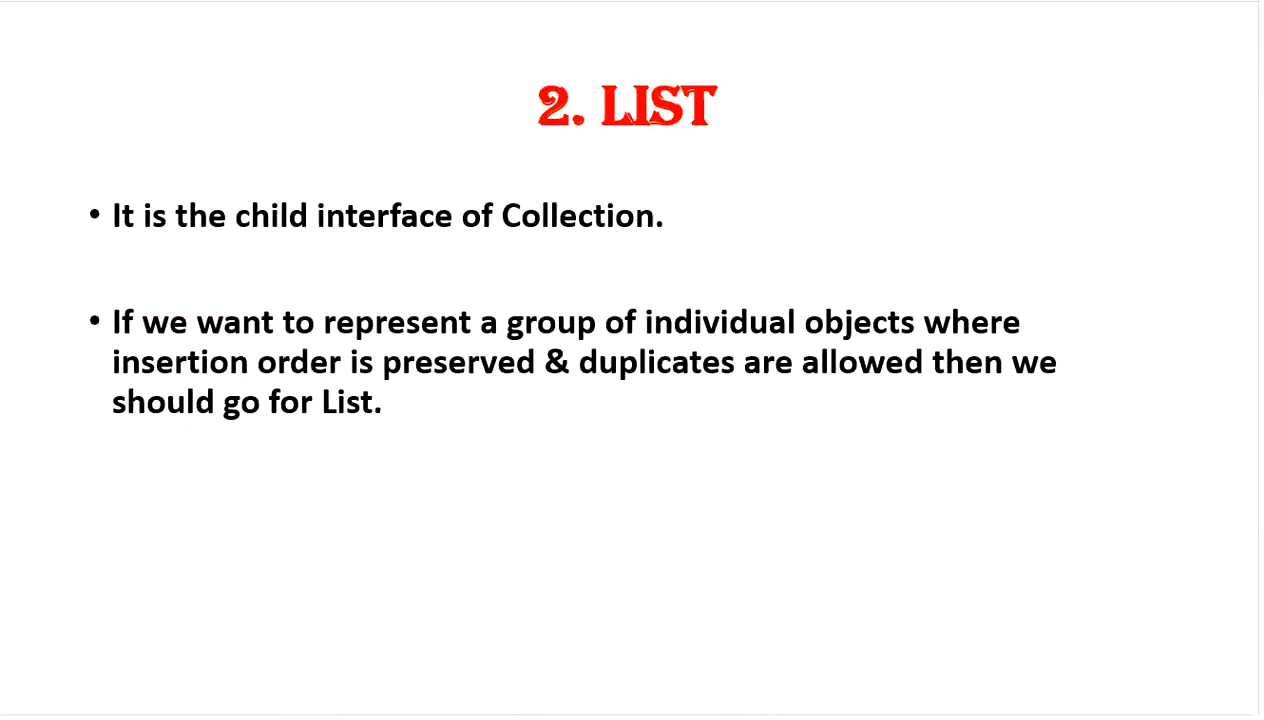 2. LIST
• It is the child interface of Collection.
• If we want to represent a group of individual objects where
insertion order is preserved & duplicates are allowed then we
should go for List.